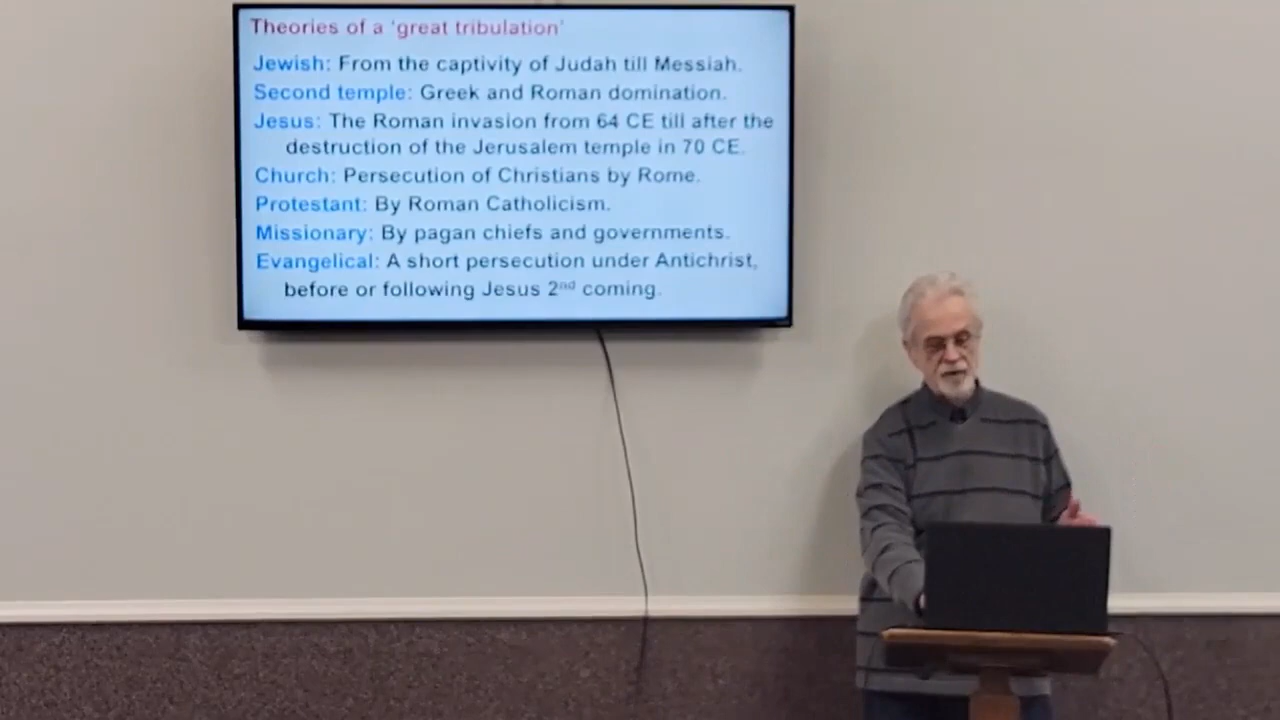 Theories of a 'great tribulation'
Jewish: From the captivity of Judah till Messiah.
Second temple: Greek and Roman domination.
Jesus: The Roman invasion from 64 CE till after the
destruction of the Jerusalem temple in 70 CE.
Church: Persecution of Christians by Rome.
Protestant: By Roman Catholicism.
Missionary: By pagan chiefs and governments.
Evangelical: A short persecution under Antichrist,
before or following Jesus 2nd coming.